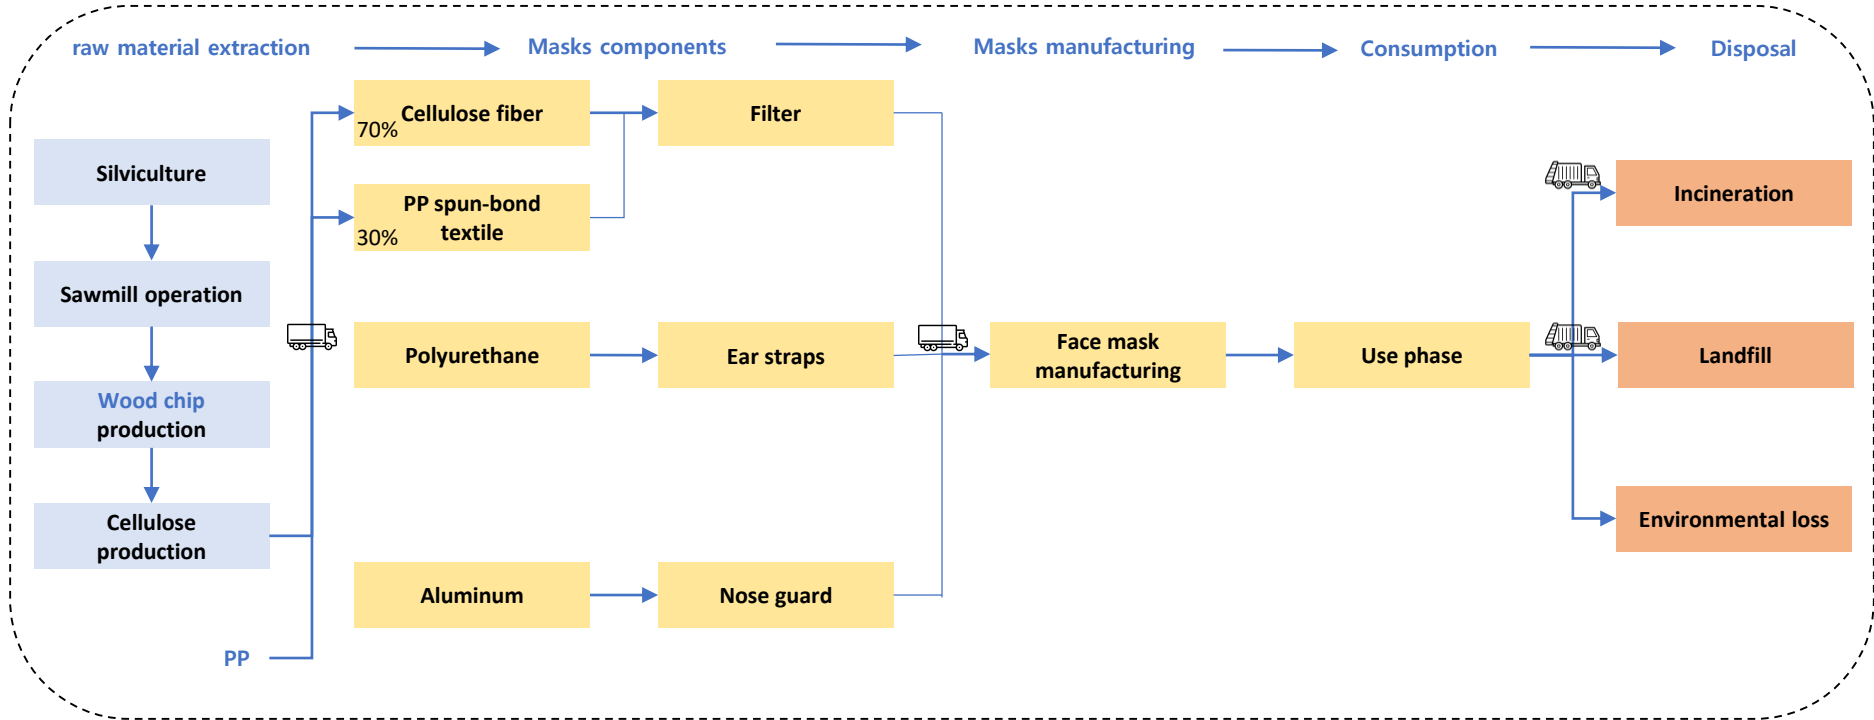 raw material extraction
Masks components
Masks manufacturing
Consumption
Disposal
Silviculture
Sawmill operation
Wood chip
production
Cellulose
production
PP
Cellulose fiber
70%
PP spun-bond
textile
30%
Polyurethane
Aluminum
Filter
Ear straps
Nose guard
Face mask
manufacturing
Use phase
Incineration
Landfill
Environmental loss